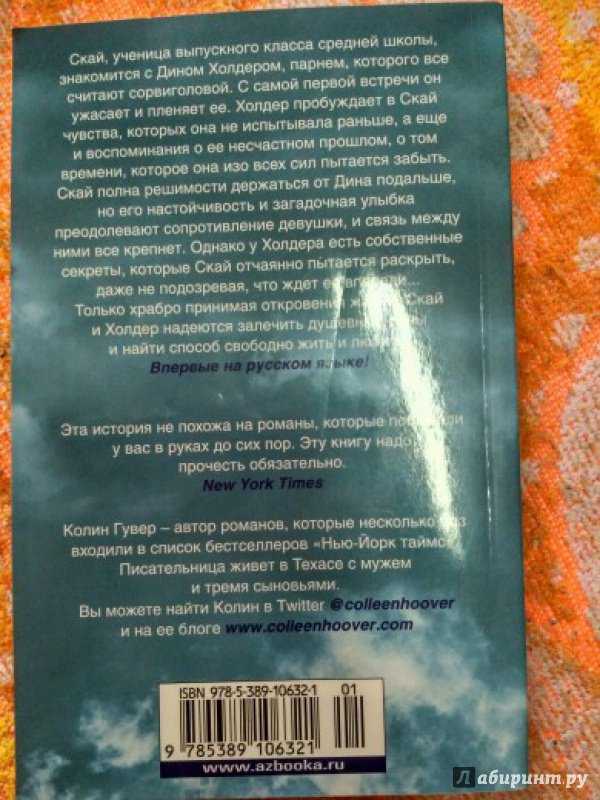 Скай, ученица выпускного класса средней школы,
знакомится с Дином Холдером, парнем, которого все
считают сорвиголовой. С самой первой встречи он
ужасает и пленяет ее. Холдер пробуждает в Скай
чувства, которых она не испытывала раньше, а еще
и воспоминания о ее несчастном прошлом, о том
времени, которое она изо всех сил пытается забыть.
Скай полна решимости держаться от Дина подальше,
но его настойчивость и загадочная улыбка
преодолевают сопротивление девушки, и связь между
ними все крепнет. Однако у Холдера есть собственные
секреты, которые Скай отчаянно пытается раскрыть,
даже не подозревая, что ждет
Только храбро принимая откровения Скай
и Холдер надеются залечить
и найти способ свободно жить и
Впервые на русском языке!
Эта история не похожа на романы, которые
у вас в руках до сих пор. Эту книгу надо
прочесть обязательно.
New York Times
Колин Гувер – автор романов, которые несколько
входили в список бестселлеров «Нью-Йорк таймс».
Писательница живет в Техасе с мужем
и тремя сыновьями.
Вы можете найти Колин в Twitter @colleenhoover
и на ее блоге www.colleenhoover.com
ISBN 978-5-389-10632-1 01
9 785389 106321
www.azbooka.ru
Лабиринт.ру